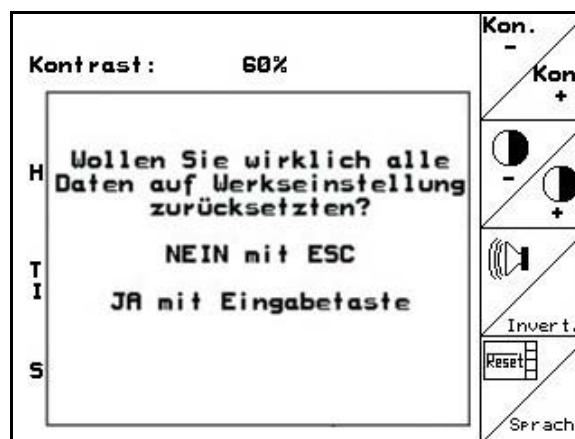 Kontrast: 60%
H
T
I
S
Wollen Sie wirklich alle
Daten auf Werkseinstellung
zurücksetzten?
NEIN mit ESC
JA mit Eingabetaste
Kon.
-
Kon
+
-
+
Invert.
Reset
Sprach